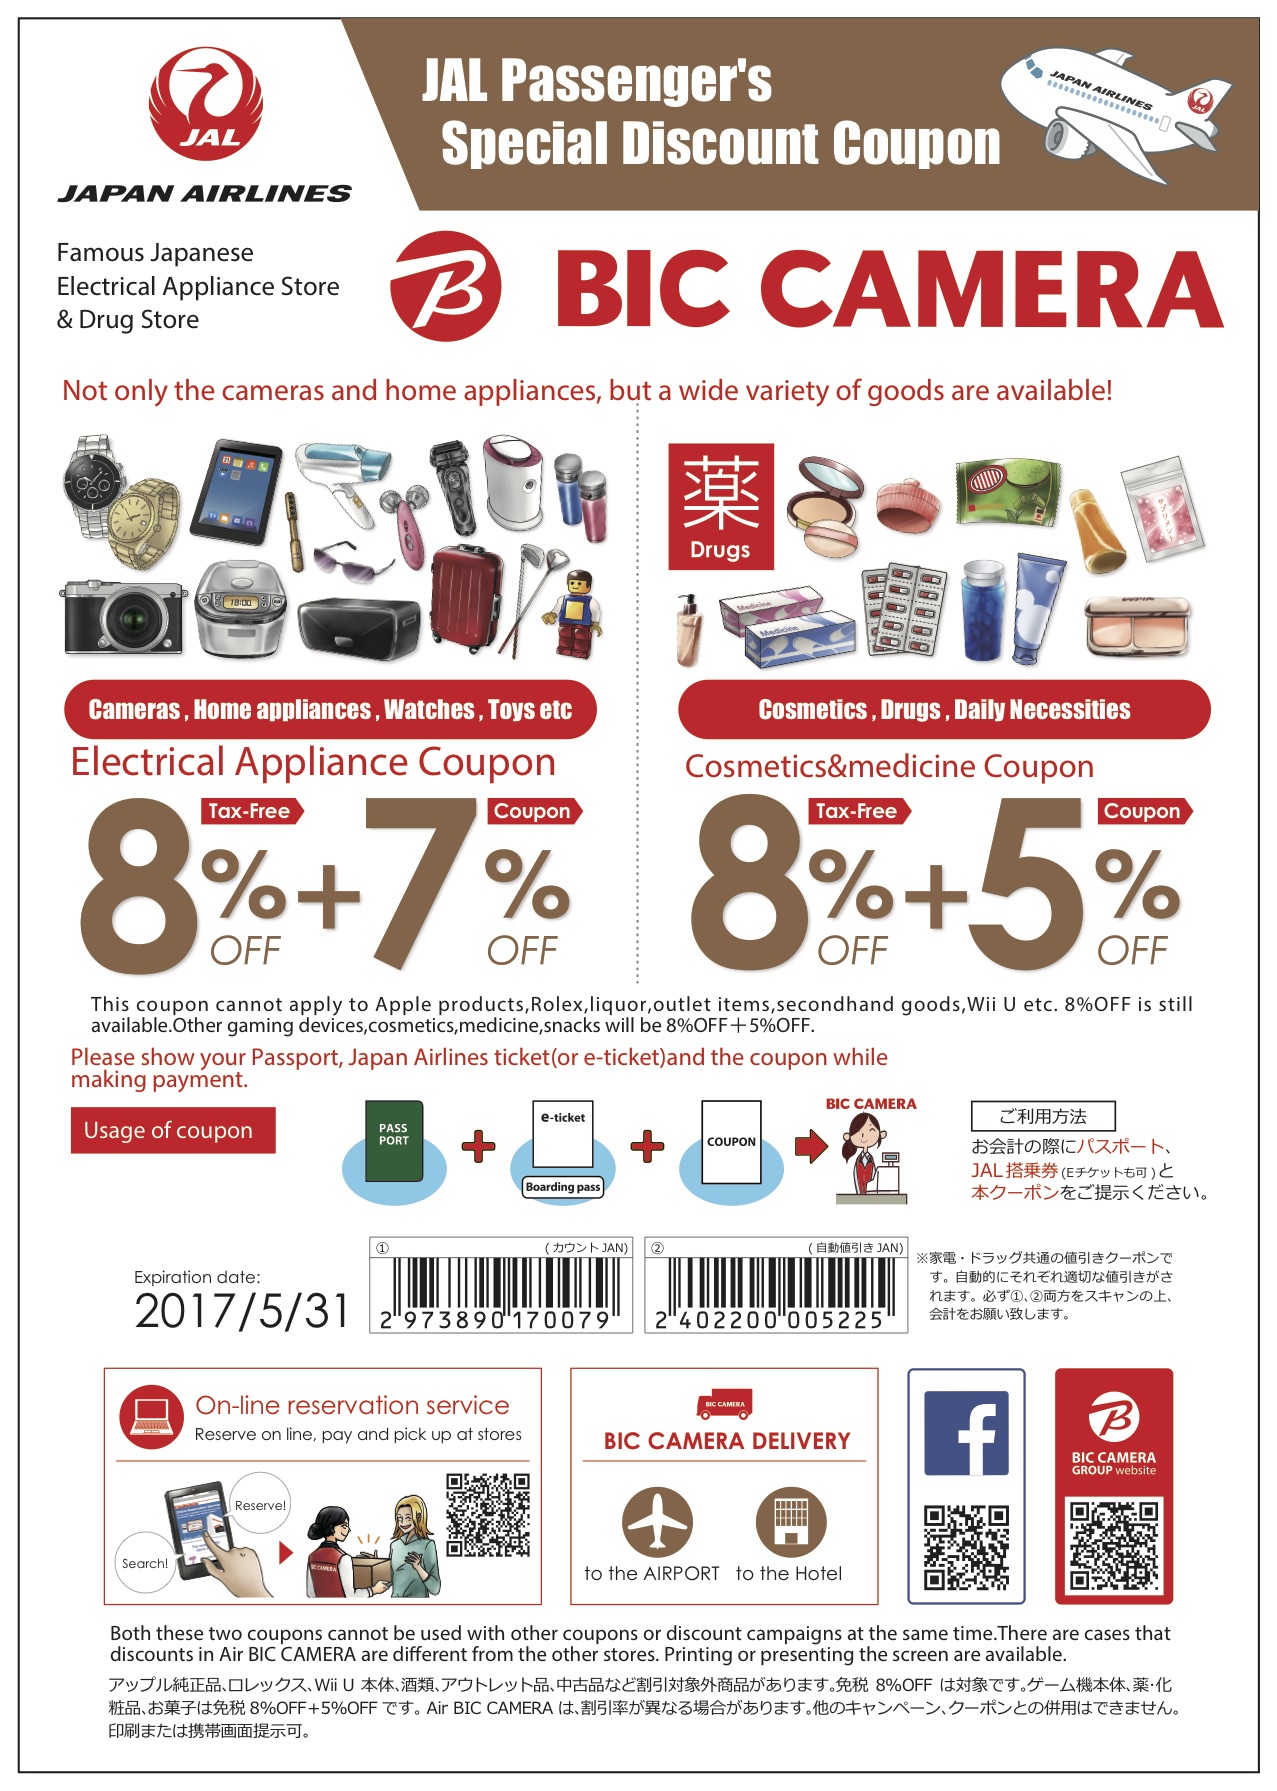 JAL
JAPAN AIRLINES
JAL Passenger's
Special Discount Coupon
JAPAN AIRLINES
JAL
Famous Japanese
Electrical Appliance Store
& Drug Store
B BIC CAMERA
Not only the cameras and home appliances, but a wide variety of goods are available!
18:00
薬
Drugs
Medicine
Medicine
Cameras , Home appliances , Watches , Toys etc
Cosmetics , Drugs , Daily Necessities
Electrical Appliance Coupon
Cosmetics&medicine Coupon
8% OFF Tax-Free + 7% OFF Coupon
8% OFF Tax-Free + 5% OFF Coupon
This coupon cannot apply to Apple products,Rolex,liquor,outlet items,secondhand goods,Wii U etc. 8%OFF is still
available.Other gaming devices,cosmetics,medicine,snacks will be 8%OFF＋5%OFF.
Please show your Passport, Japan Airlines ticket(or e-ticket)and the coupon while
making payment.
Usage of coupon
PASS
PORT
e-ticket
Boarding pass
COUPON
BIC CAMERA
ご利用方法
お会計の際にパスポート、
JAL 搭乗券 (Eチケットも可 ) と
本クーポンをご提示ください。
Expiration date:
2017/5/31
① ( カウント JAN)
2 973890 170079
② ( 自動値引き JAN)
2 402200 005225
※家電・ドラッグ共通の値引きクーポンで
す。自動的にそれぞれ適切な値引きがさ
れます。必ず①、②両方をスキャンの上、
会計をお願い致します。
On-line reservation service
Reserve on line, pay and pick up at stores
Reserve!
Search!
BIC CAMERA
BIC CAMERA
BIC CAMERA DELIVERY
to the AIRPORT
to the Hotel
f
B
BIC CAMERA
GROUP website
Both these two coupons cannot be used with other coupons or discount campaigns at the same time.There are cases that
discounts in Air BIC CAMERA are different from the other stores. Printing or presenting the screen are available.
アップル純正品、ロレックス、Wii U 本体、酒類、アウトレット品、中古品など割引対象外商品があります。免税 8%OFF は対象です。ゲーム機本体、薬・化
粧品、お菓子は免税 8%OFF+5%OFF です。 Air BIC CAMERA は、割引率が異なる場合があります。他のキャンペーン、クーポンとの併用はできません。
印刷または携帯画面提示可。